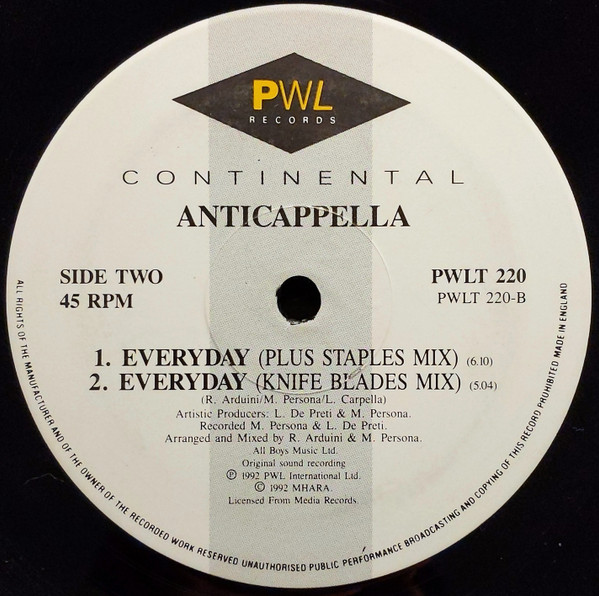 PWL
RECORDS
CONTINENTAL
ANTICAPPELLA
SIDE TWO
45 RPM
PWLT 220
PWLT 220-B
1. EVERYDAY (PLUS STAPLES MIX) (6.10)
2. EVERYDAY (KNIFE BLADES MIX) (5.04)
(R. Arduini/M. Persona/L. Carpella)
Artistic Producers: L. De Preti & M. Persona.
Recorded M. Persona & L. De Preti.
Arranged and Mixed by R. Arduini & M. Persona.
All Boys Music Ltd.
Original sound recording
℗ 1992 PWL International Ltd.
© 1992 MHARA.
Licensed From Media Records.
ALL RIGHTS OF THE MANUFACTURER AND OF THE OWNER OF THE RECORDED WORK RESERVED UNAUTHORISED PUBLIC PERFORMANCE BROADCASTING AND COPYING OF THIS RECORD PROHIBITED MADE IN ENGLAND